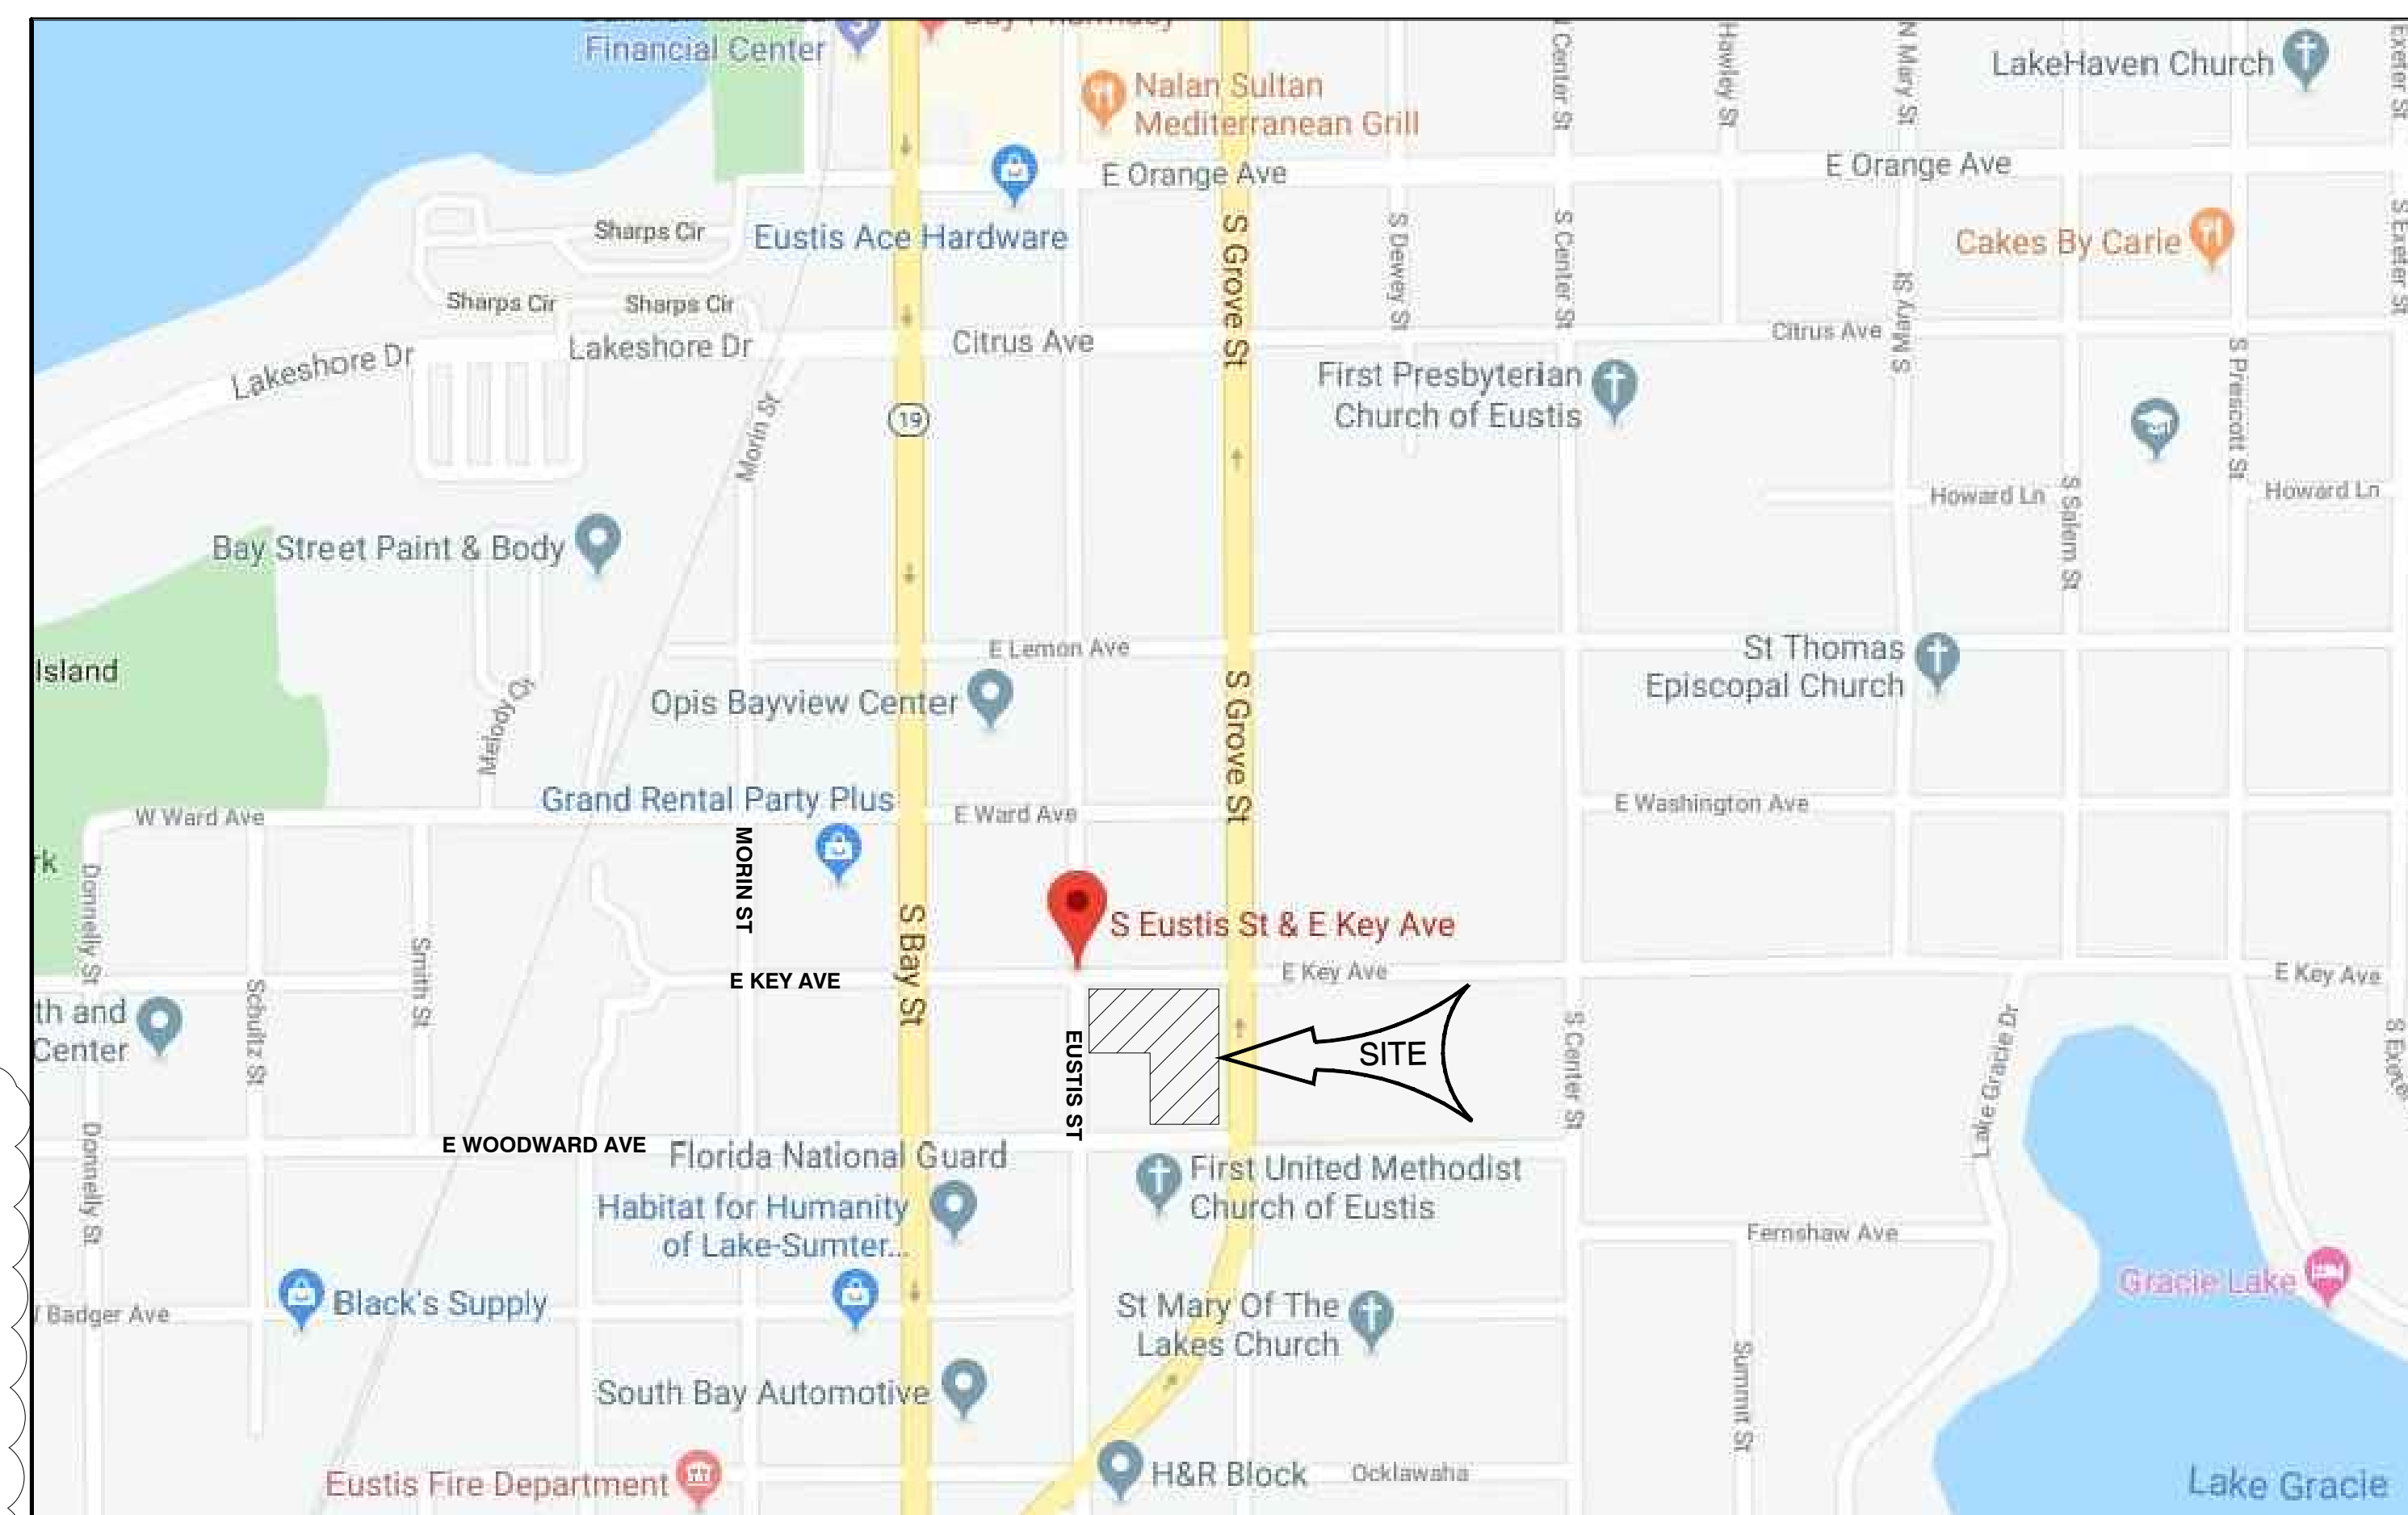 Financial Center
Nalan Sultan
Mediterranean Grill
N Mary St
Hawley St
LakeHaven Church
Exeter St
E Orange Ave
E Orange Ave
Sharps Cir
Eustis Ace Hardware
S Grove St
S Dewey St
S Center St
Cakes By Carie
S Exeter St
Sharps Cir
Sharps Cir
S Mary St
Lakeshore Dr
Lakeshore Dr
Citrus Ave
Citrus Ave
Morin St
19
First Presbyterian
Church of Eustis
S Prescott St
Howard Ln
Howard Ln
S Salem St
Bay Street Paint & Body
Island
E Lemon Ave
St Thomas
Episcopal Church
Opis Bayview Center
S Grove St
Melody Ct
Grand Rental Party Plus
W Ward Ave
E Ward Ave
E Washington Ave
MORIN ST
rk
Donnelly St
Smith St
S Bay St
S Eustis St & E Key Ave
E KEY AVE
E Key Ave
E Key Ave
th and
Center
Schultz St
EUSTIS ST
SITE
S Center St
Lake Gracie Dr
Donnelly St
E WOODWARD AVE
Florida National Guard
First United Methodist
Church of Eustis
Habitat for Humanity
of Lake-Sumter...
Fernshaw Ave
Gracie Lake
Badger Ave
Black's Supply
St Mary Of The
Lakes Church
South Bay Automotive
Summit St
Eustis Fire Department
H&R Block
Ocklawaha
Lake Gracie